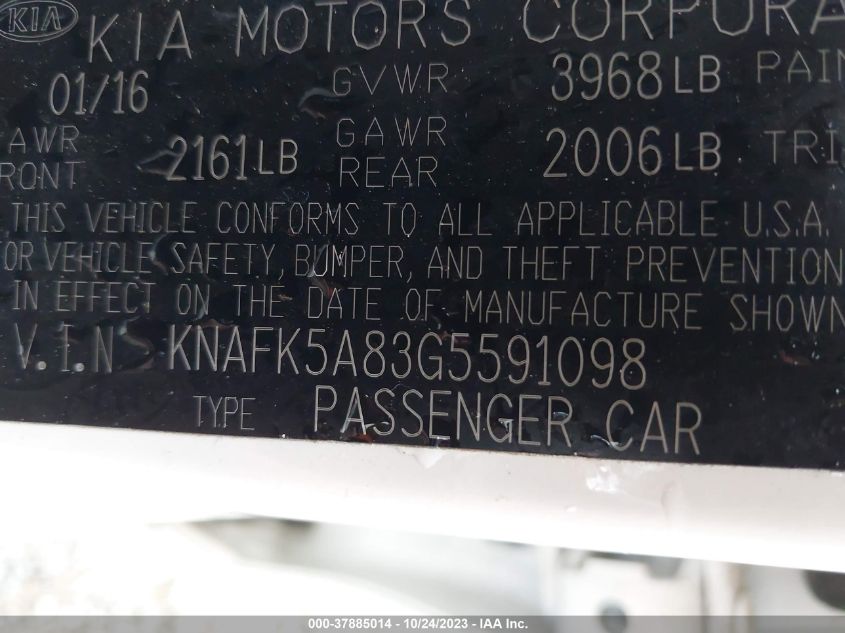 KIA KIA MOTORS CORPORA
01/16 GVWR 3968LB PAIN
AWR FRONT 2161LB GAWR REAR 2006LB TRI
THIS VEHICLE CONFORMS TO ALL APPLICABLE U.S.A.
OR VEHICLE SAFETY, BUMPER, AND THEFT PREVENTION
IN EFFECT ON THE DATE OF MANUFACTURE SHOWN
V.I.N KNAFK5A83G5591098
TYPE PASSENGER CAR
000-37885014 - 10/24/2023 - IAA Inc.